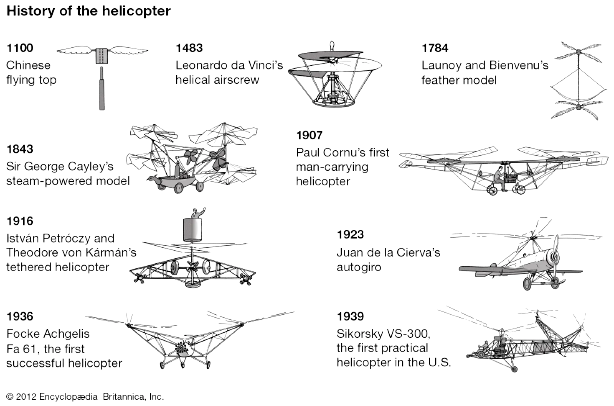 History of the helicopter
1100
Chinese
flying top
1483
Leonardo da Vinci's
helical airscrew
1784
Launoy and Bienvenu's
feather model
1843
Sir George Cayley's
steam-powered model
1907
Paul Cornu's first
man-carrying
helicopter
1916
István Petróczy and
Theodore von Kármán's
tethered helicopter
1923
Juan de la Cierva's
autogiro
1936
Focke Achgelis
Fa 61, the first
successful helicopter
1939
Sikorsky VS-300,
the first practical
helicopter in the U.S.
© 2012 Encyclopædia Britannica, Inc.